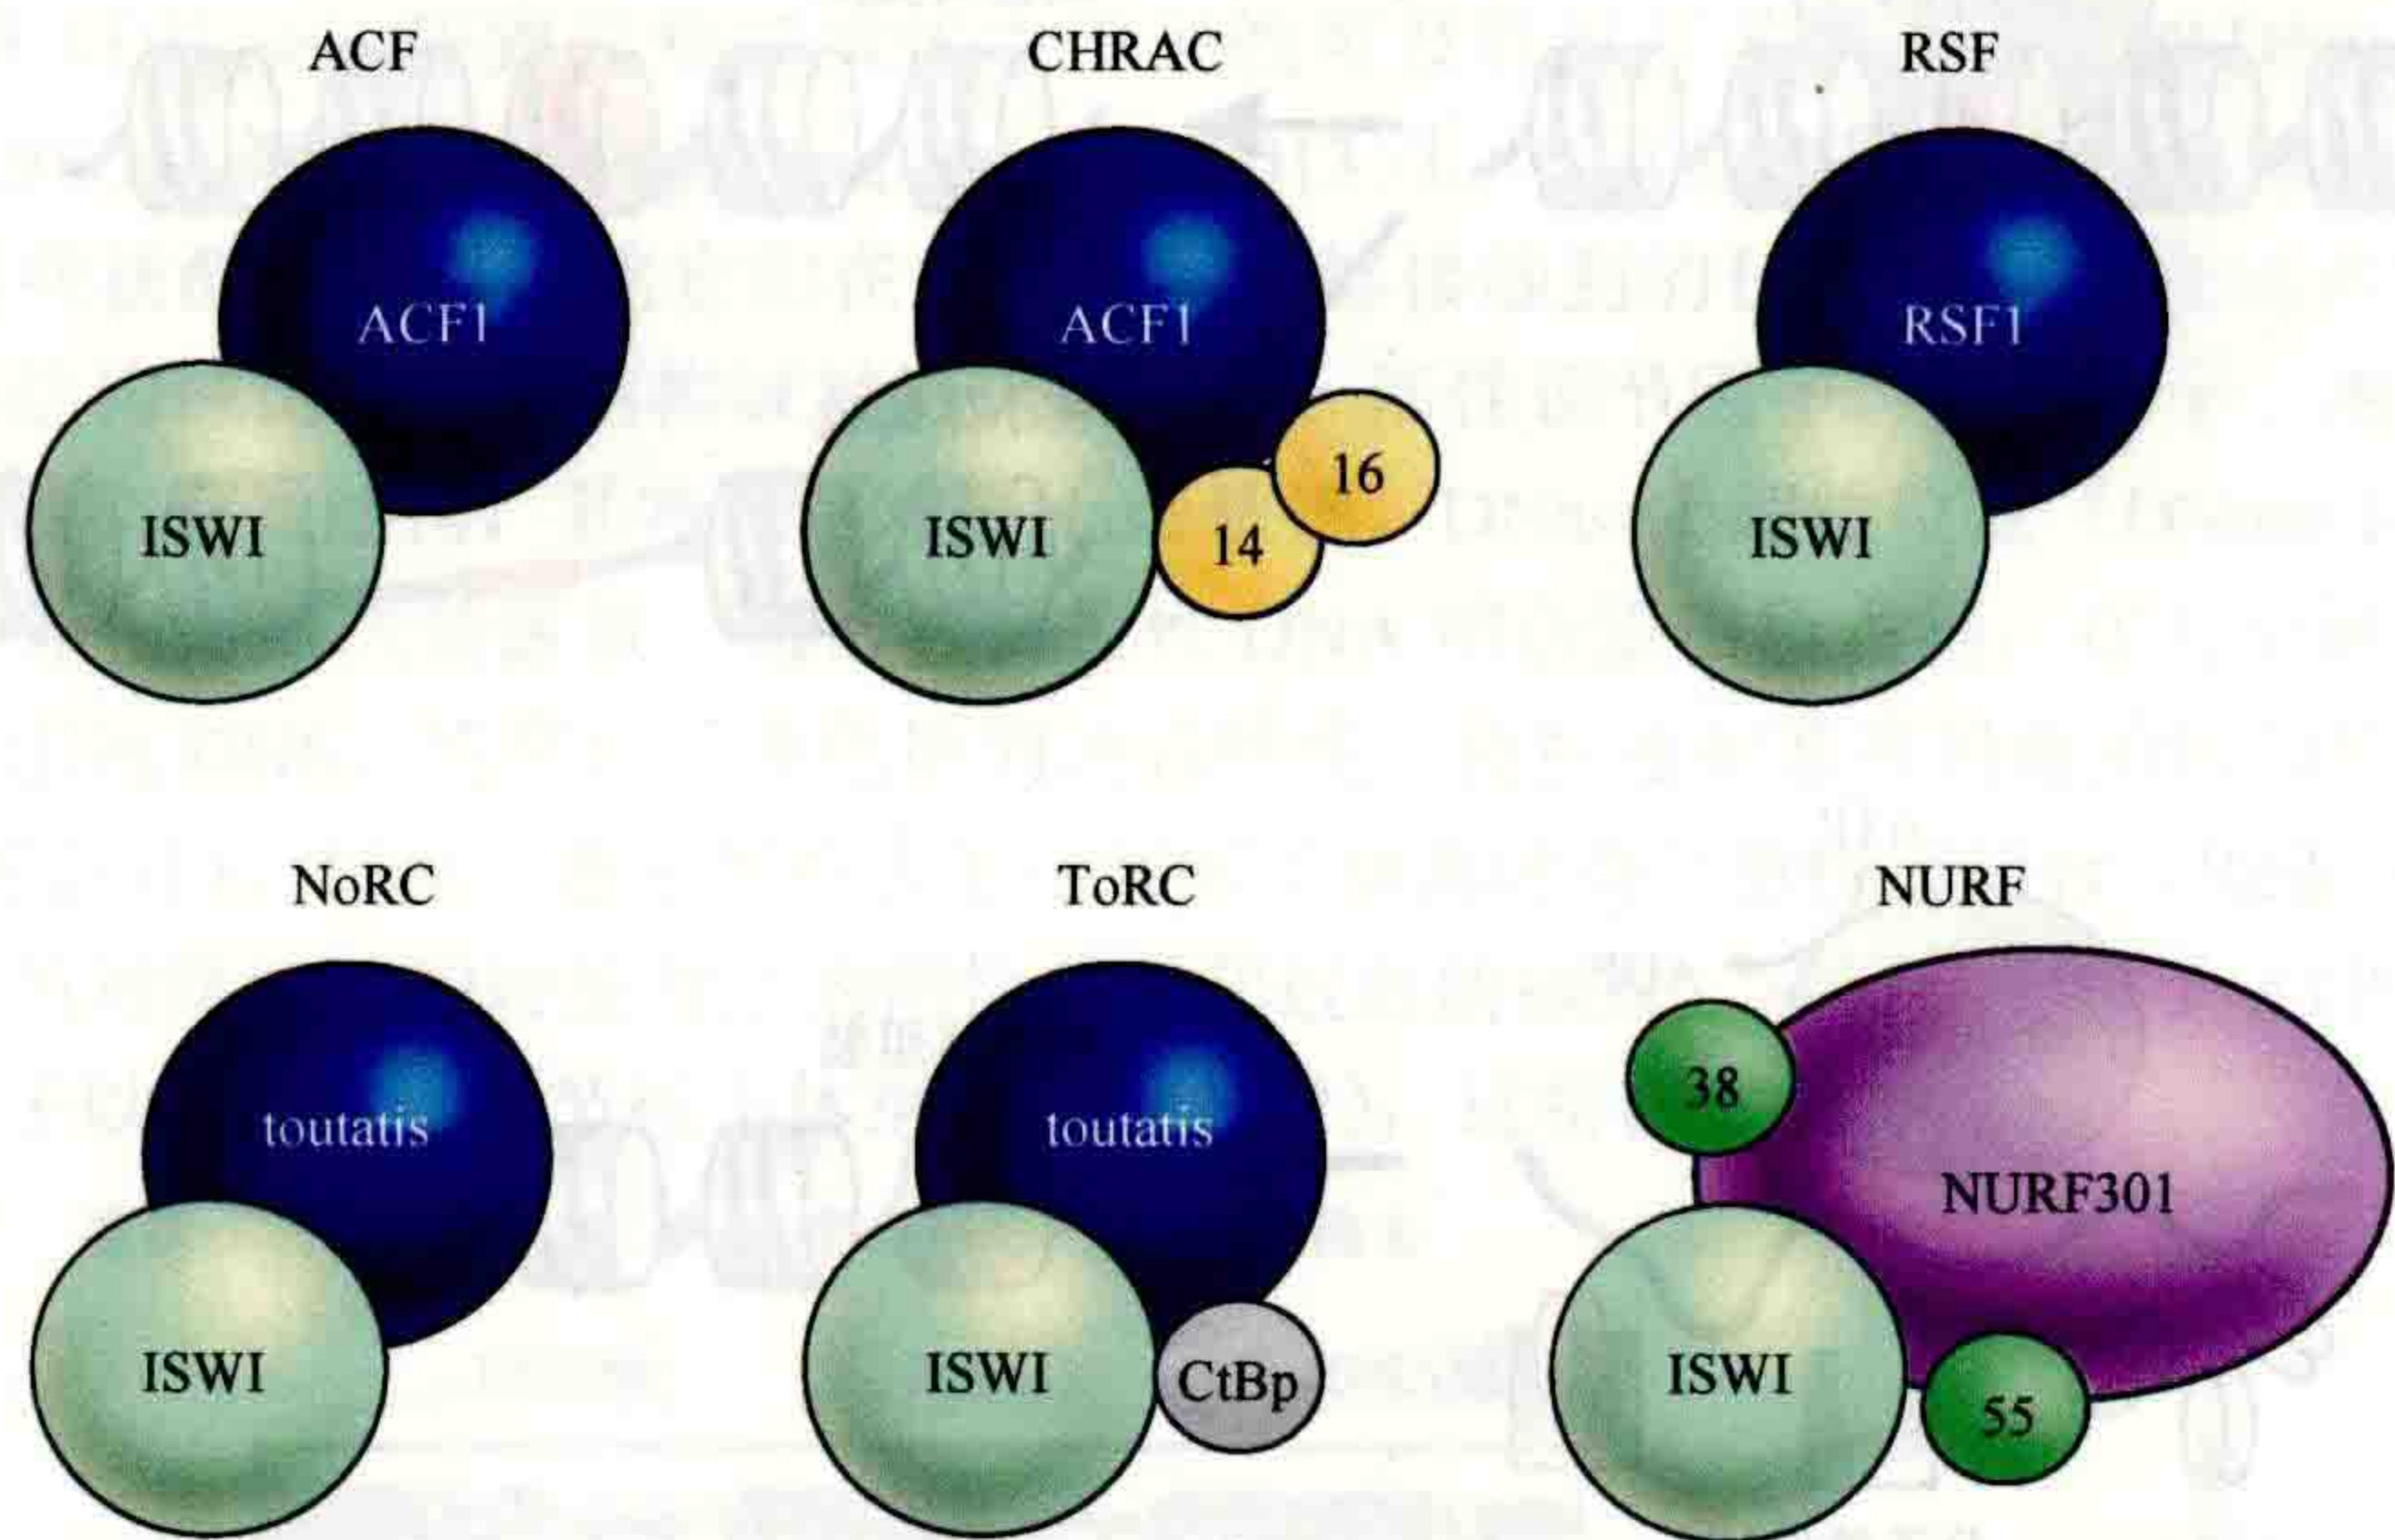 ACF
CHRAC
RSF
ACF1
ISWI
ACF1
ISWI
14
16
RSF1
ISWI
NoRC
ToRC
NURF
toutatis
ISWI
toutatis
ISWI
CtBp
38
NURF301
ISWI
55